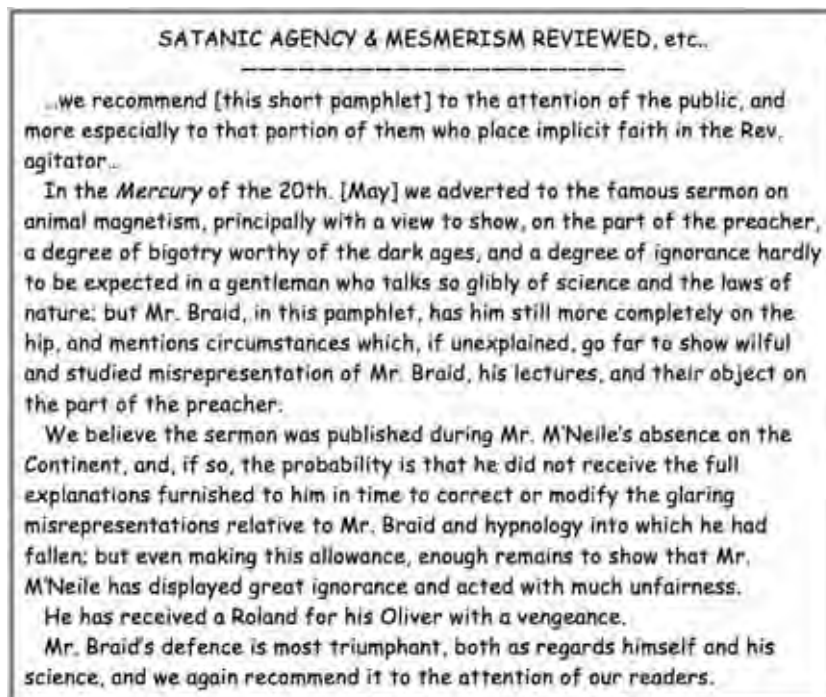 SATANIC AGENCY & MESMERISM REVIEWED, etc..
...we recommend [this short pamphlet] to the attention of the public, and
more especially to that portion of them who place implicit faith in the Rev.
agitator...
In the Mercury of the 20th. [May] we adverted to the famous sermon on
animal magnetism, principally with a view to show, on the part of the preacher,
a degree of bigotry worthy of the dark ages, and a degree of ignorance hardly
to be expected in a gentleman who talks so glibly of science and the laws of
nature; but Mr. Braid, in this pamphlet, has him still more completely on the
hip, and mentions circumstances which, if unexplained, go far to show wilful
and studied misrepresentation of Mr. Braid, his lectures, and their object on
the part of the preacher.
We believe the sermon was published during Mr. M'Neile's absence on the
Continent, and, if so, the probability is that he did not receive the full
explanations furnished to him in time to correct or modify the glaring
misrepresentations relative to Mr. Braid and hypnology into which he had
fallen; but even making this allowance, enough remains to show that Mr.
M'Neile has displayed great ignorance and acted with much unfairness.
He has received a Roland for his Oliver with a vengeance.
Mr. Braid's defence is most triumphant, both as regards himself and his
science, and we again recommend it to the attention of our readers.